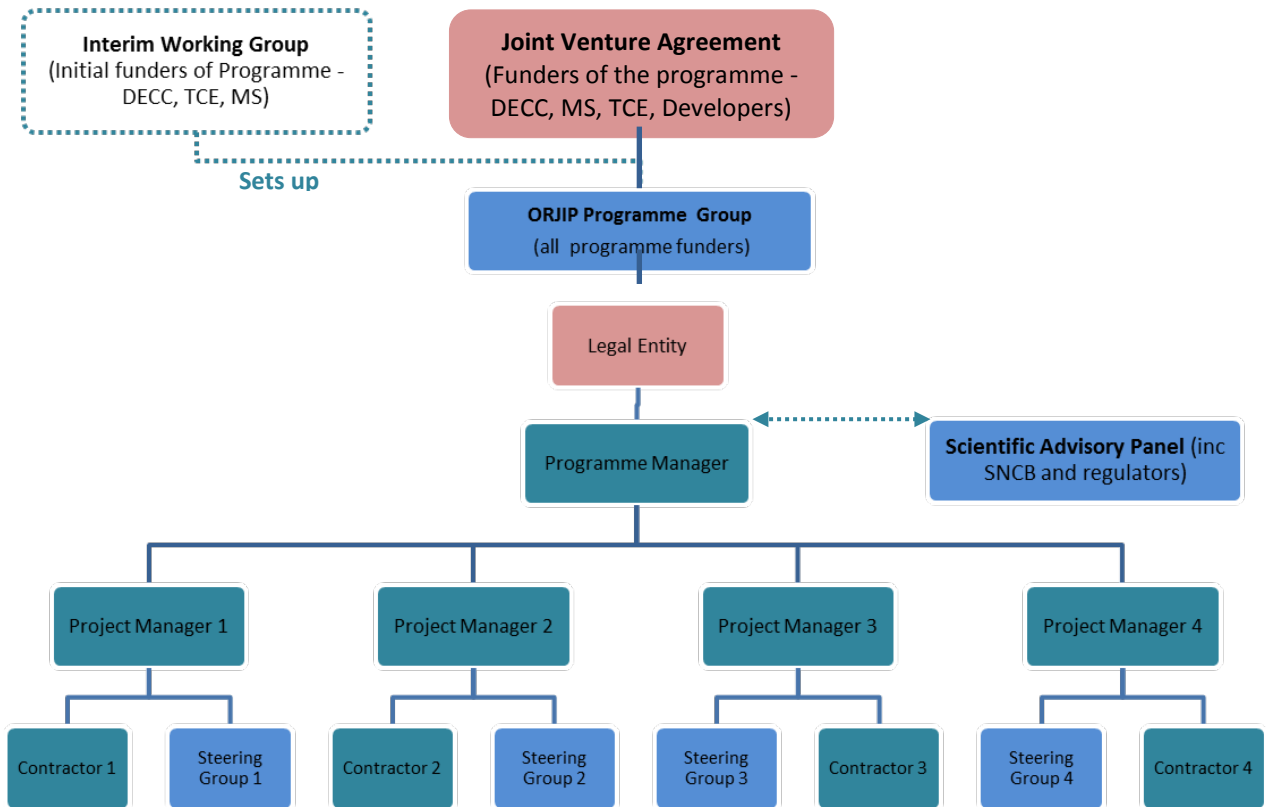 Interim Working Group
(Initial funders of Programme -
DECC, TCE, MS)
Joint Venture Agreement
(Funders of the programme -
DECC, MS, TCE, Developers)
Sets up
ORJIP Programme Group
(all programme funders)
Legal Entity
Programme Manager
Scientific Advisory Panel (inc
SNCB and regulators)
Project Manager 1
Project Manager 2
Project Manager 3
Project Manager 4
Contractor 1
Steering
Group 1
Contractor 2
Steering
Group 2
Steering
Group 3
Contractor 3
Steering
Group 4
Contractor 4